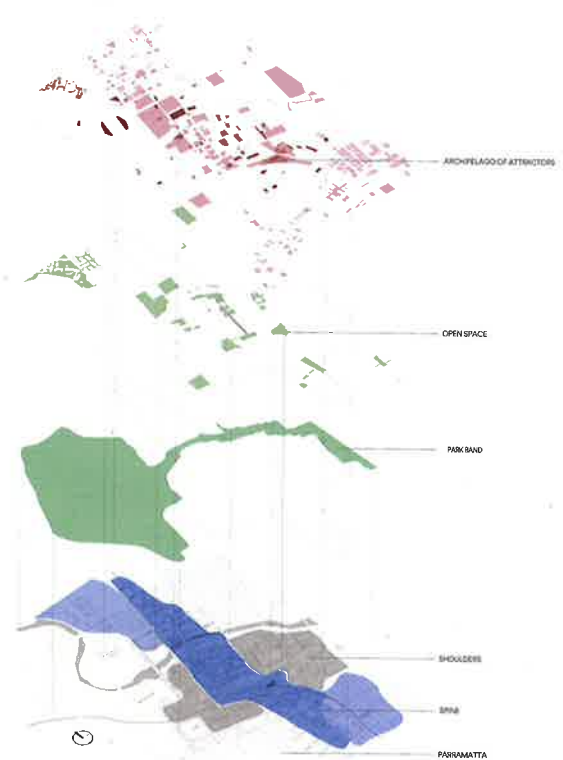 ARCHIPELAGO OF ATTRACTORS
OPEN SPACE
PARK BAND
SHOULDERS
SPINE
PARRAMATTA